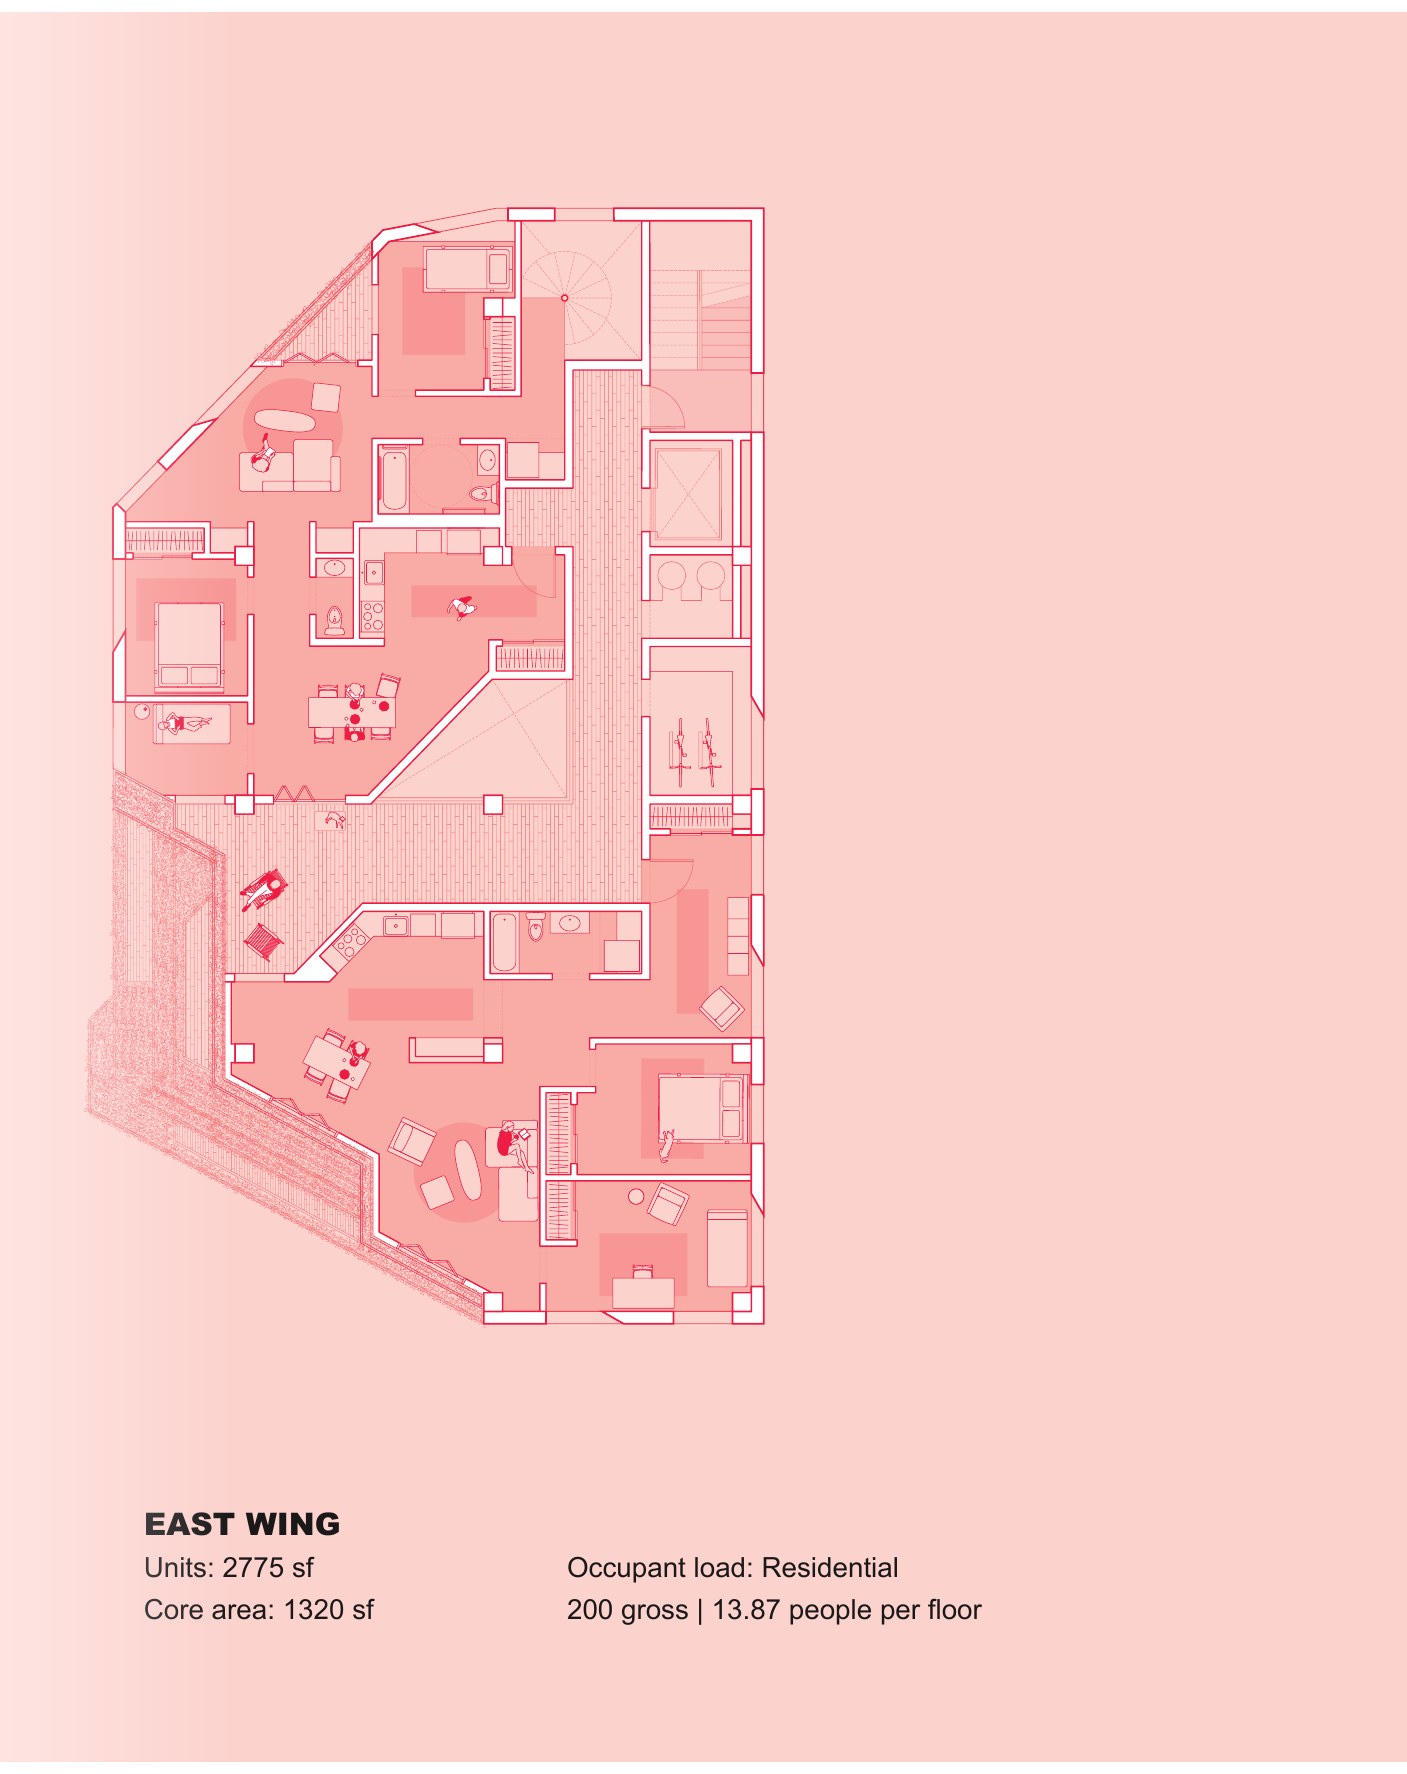 EAST WING
Units: 2775 sf
Core area: 1320 sf
Occupant load: Residential
200 gross | 13.87 people per floor